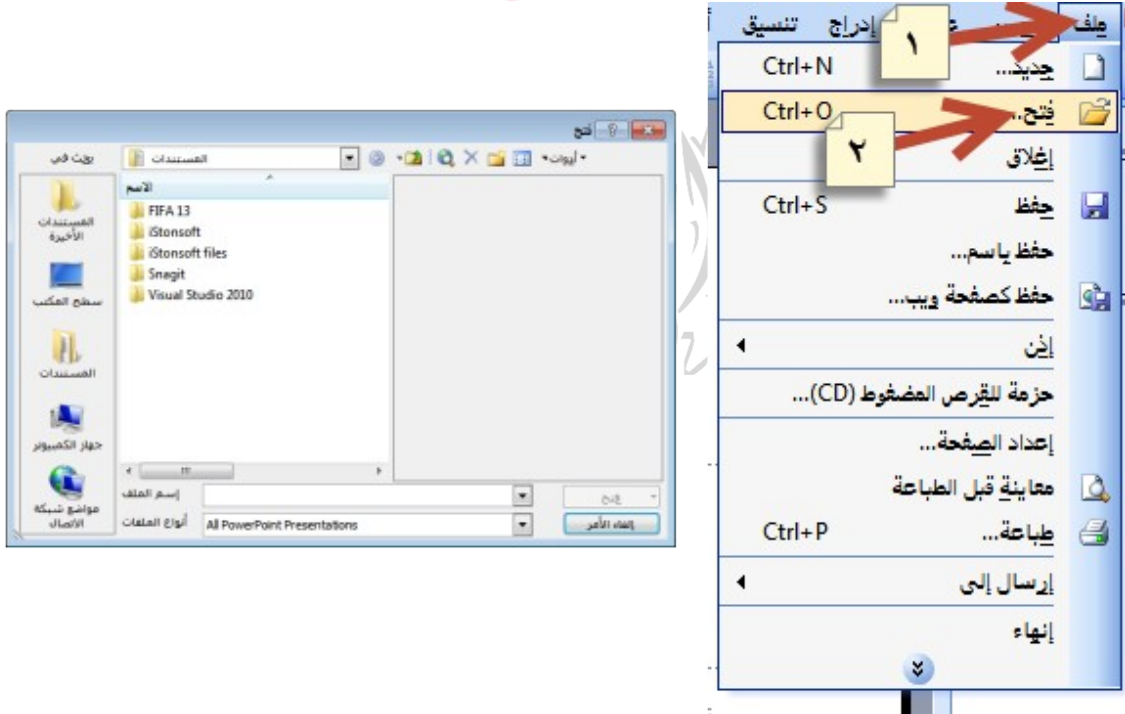 ملف إدراج تنسيق
١
جديد... Ctrl+N
فتح... Ctrl+O
٢
إغلاق
حفظ Ctrl+S
حفظ باسم...
حفظ كصفحة ويب...
إذن
حزمة للقرص المضغوط (CD)...
إعداد الصفحة...
معاينة قبل الطباعة
طباعة... Ctrl+P
إرسال إلى
إنهاء
فتح
المستندات
أدوات
الاسم
FIFA 13
iStonsoft
iStonsoft files
Snagit
Visual Studio 2010
المستندات
الأخيرة
سطح المكتب
المستندات
جهاز الكمبيوتر
مواضع شبكة
الاتصال
إسم الملف
فتح
أنواع الملفات All PowerPoint Presentations
إلغاء الأمر